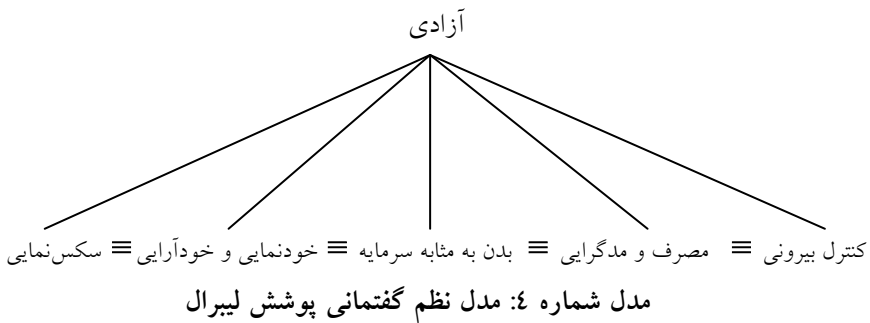 آزادی
کنترل بیرونی ≡ مصرف و مدگرایی ≡ بدن به مثابه سرمایه ≡ خودنمایی و خودآرایی ≡ سکس‌نمایی
مدل شماره ٤: مدل نظم گفتمانی پوشش لیبرال